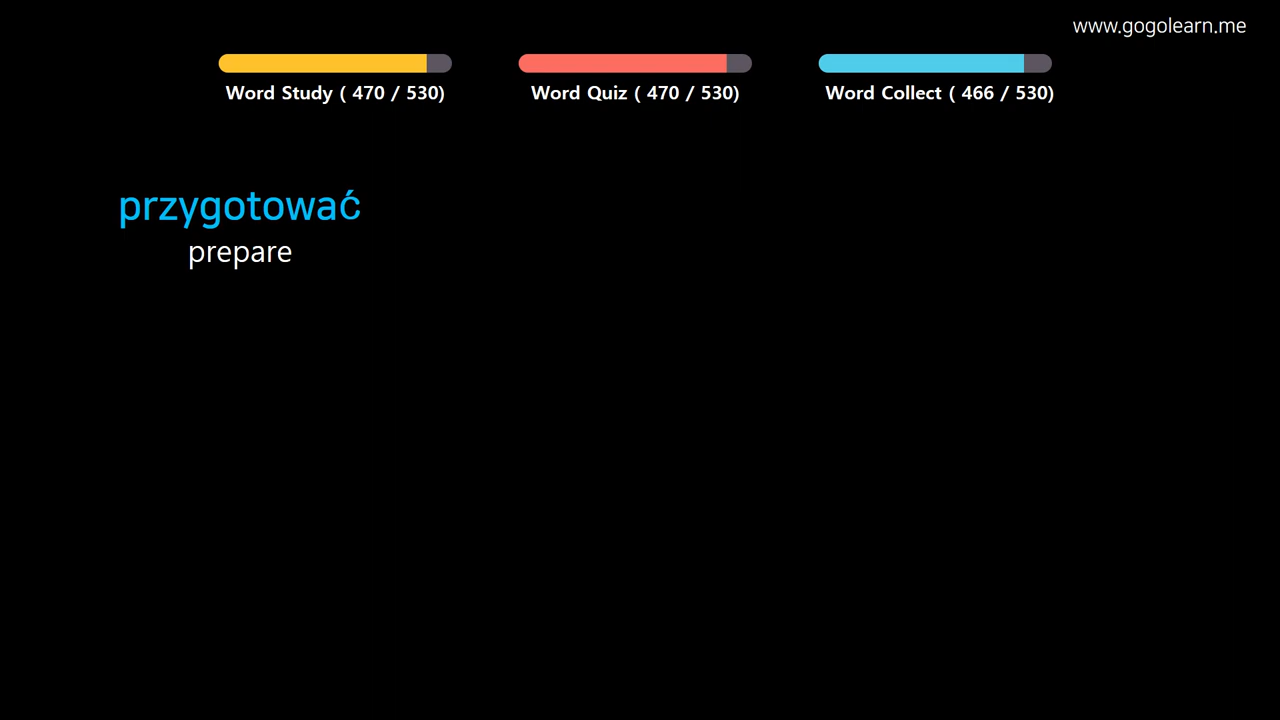 www.gogolearn.me
Word Study ( 470 / 530)
Word Quiz ( 470 / 530)
Word Collect ( 466 / 530)
przygotować
prepare